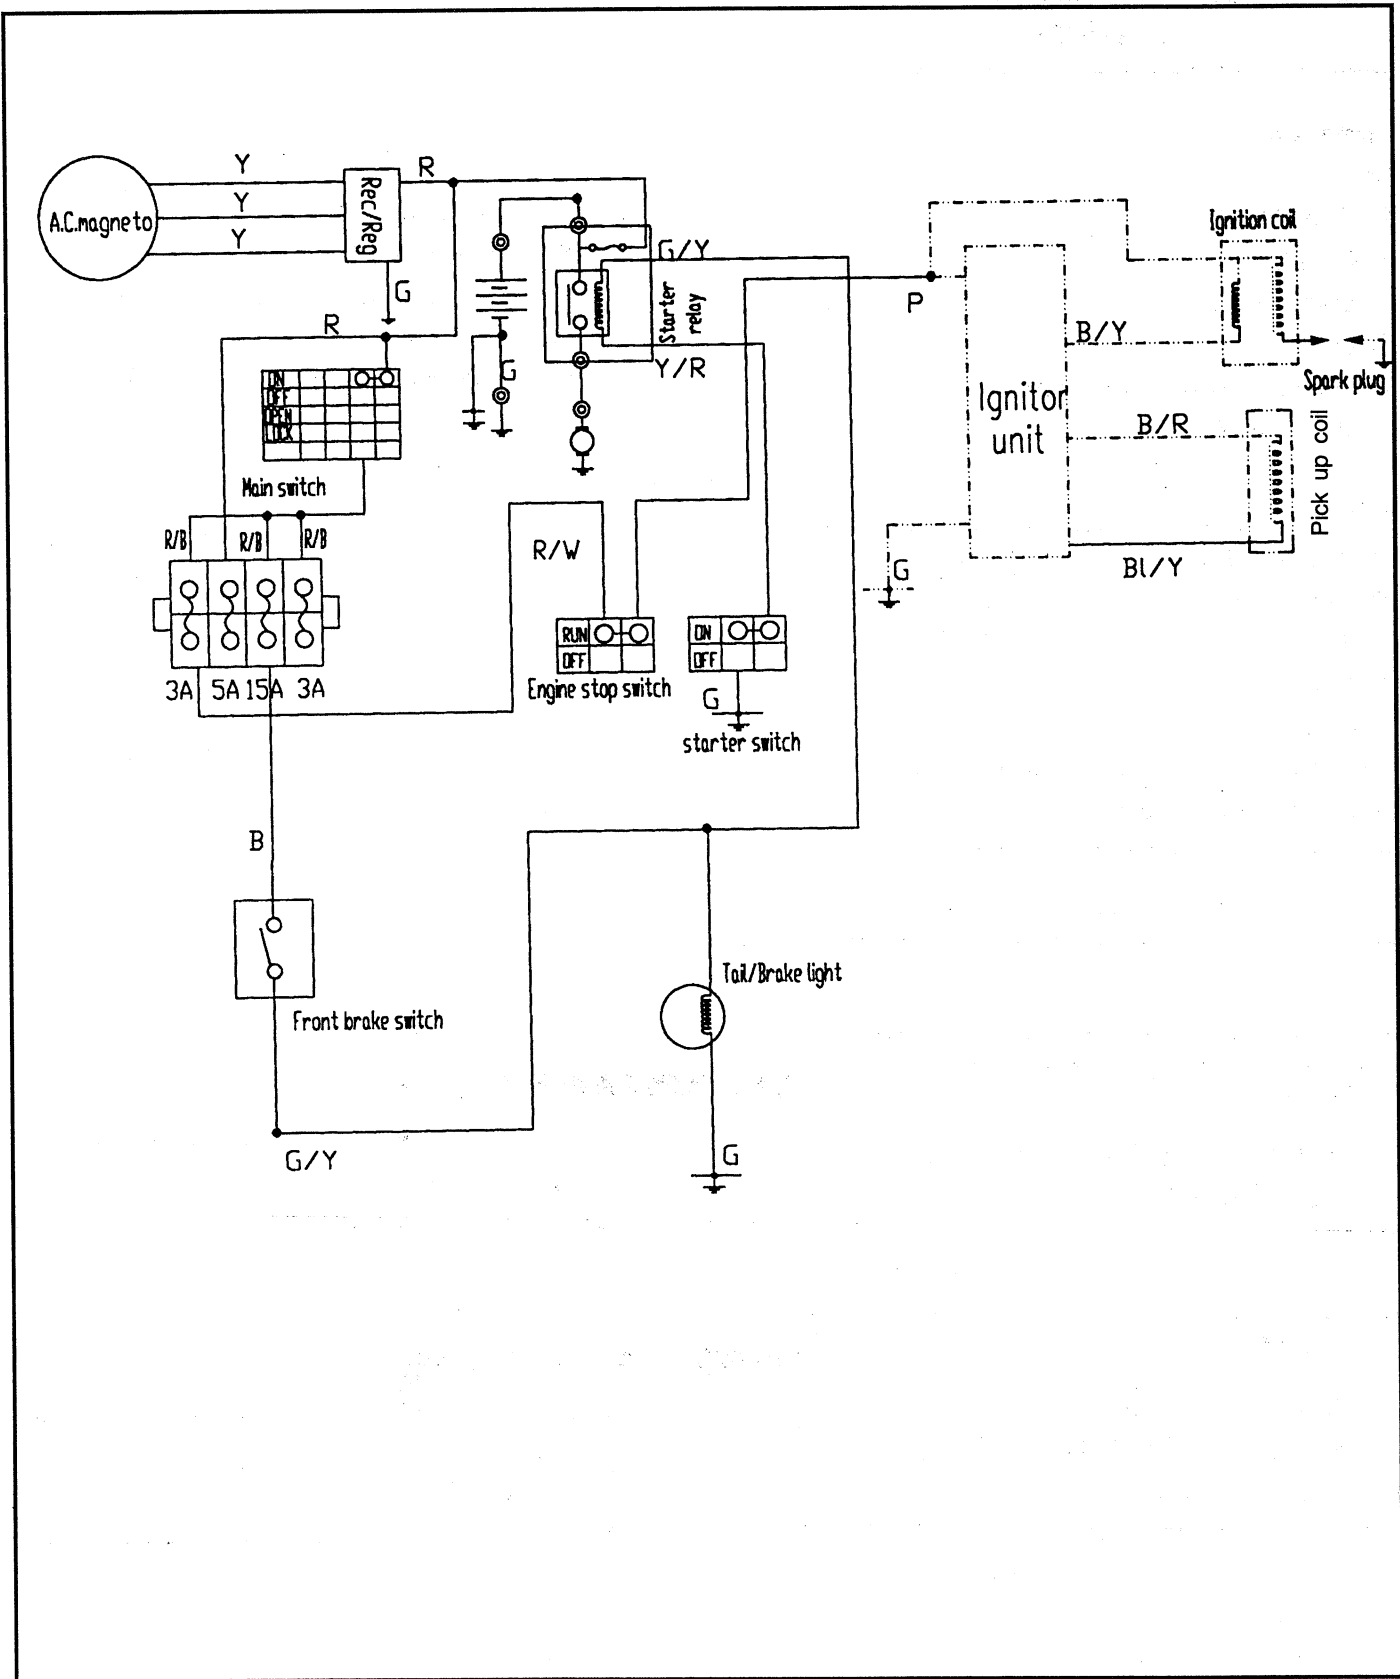 Y
R
A.C.magneto
Y
Rec/Reg
Y
G
R
G/Y
Starter
relay
G
Y/R
P
Ignition coil
B/Y
Spark plug
Ignitor
unit
B/R
Pick up coil
Bl/Y
G
ON
OFF
OPEN
LOCK
Main switch
R/B
R/B
R/B
R/W
3A
5A
15A
3A
RUN
OFF
Engine stop switch
ON
OFF
G
starter switch
B
Front brake switch
G/Y
Tail/Brake light
G